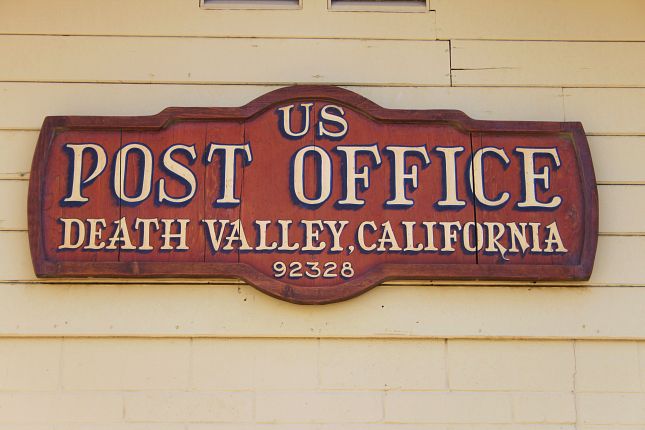 US
POST OFFICE
DEATH VALLEY, CALIFORNIA
92328